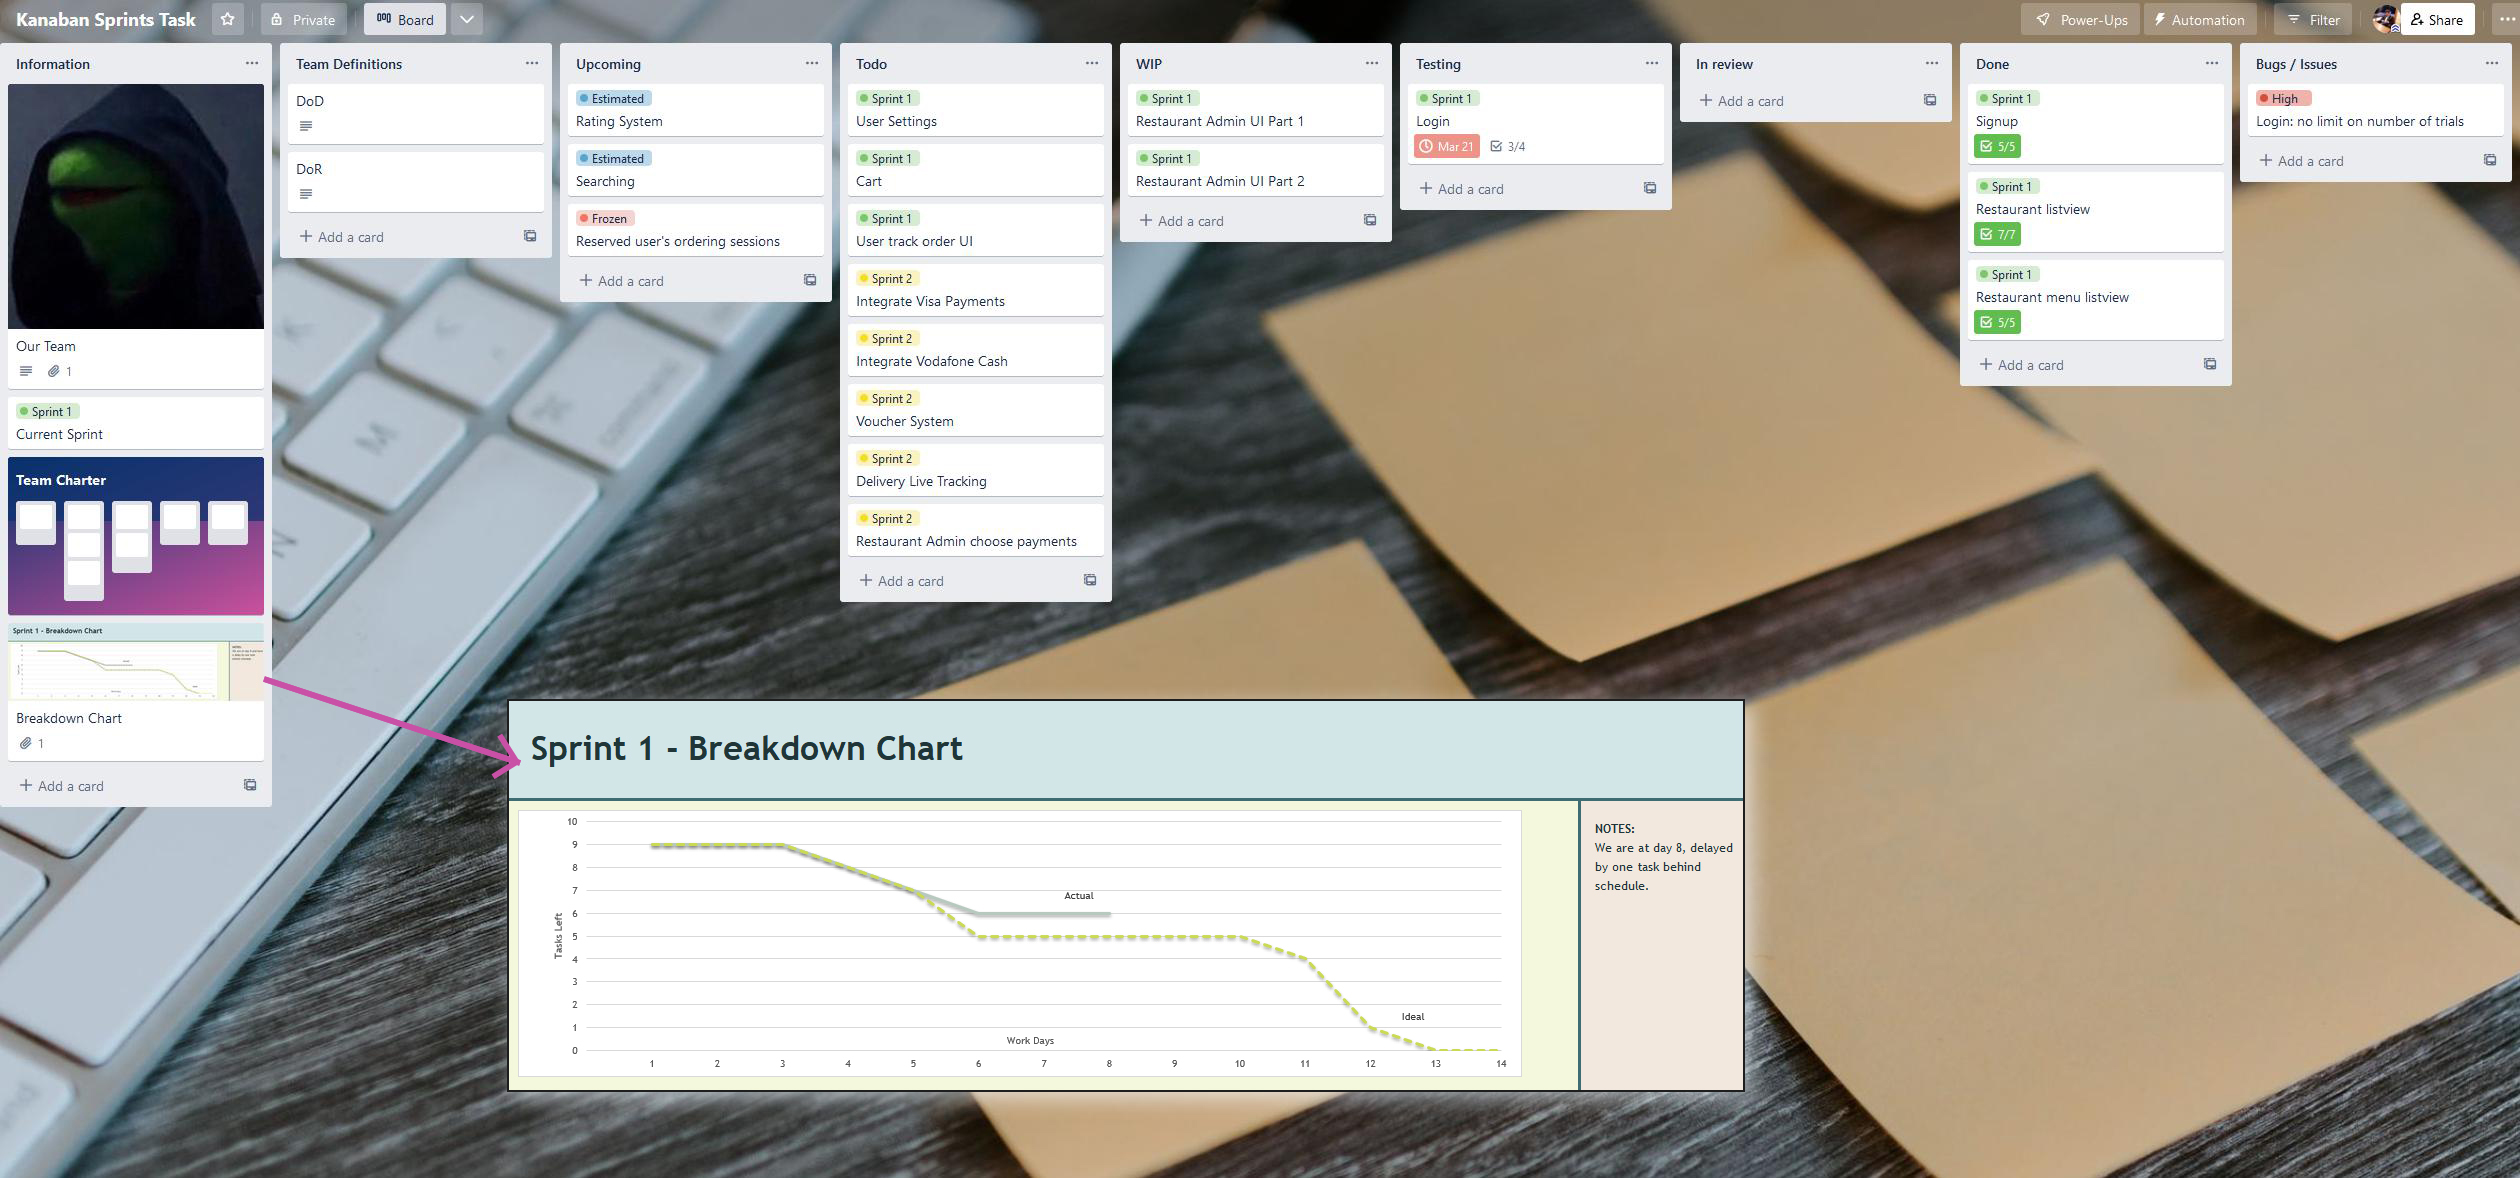 Kanaban Sprints Task
Private
Board
Power-Ups
Automation
Filter
Share
Information
Our Team
1
Sprint 1
Current Sprint
Team Charter
Sprint 1 - Breakdown Chart
Breakdown Chart
1
Add a card
Team Definitions
DoD
DoR
Add a card
Upcoming
Estimated
Rating System
Estimated
Searching
Frozen
Reserved user's ordering sessions
Add a card
Todo
Sprint 1
User Settings
Sprint 1
Cart
Sprint 1
User track order UI
Sprint 2
Integrate Visa Payments
Sprint 2
Integrate Vodafone Cash
Sprint 2
Voucher System
Sprint 2
Delivery Live Tracking
Sprint 2
Restaurant Admin choose payments
Add a card
WIP
Sprint 1
Restaurant Admin UI Part 1
Sprint 1
Restaurant Admin UI Part 2
Add a card
Testing
Sprint 1
Login
Mar 21 3/4
Add a card
In review
Add a card
Done
Sprint 1
Signup
5/5
Sprint 1
Restaurant listview
7/7
Sprint 1
Restaurant menu listview
5/5
Add a card
Bugs / Issues
High
Login: no limit on number of trials
Add a card
Sprint 1 - Breakdown Chart
10
9
8
7
6
5
4
3
2
1
0
Tasks Left
Actual
Ideal
Work Days
1 2 3 4 5 6 7 8 9 10 11 12 13 14
NOTES:
We are at day 8, delayed
by one task behind
schedule.